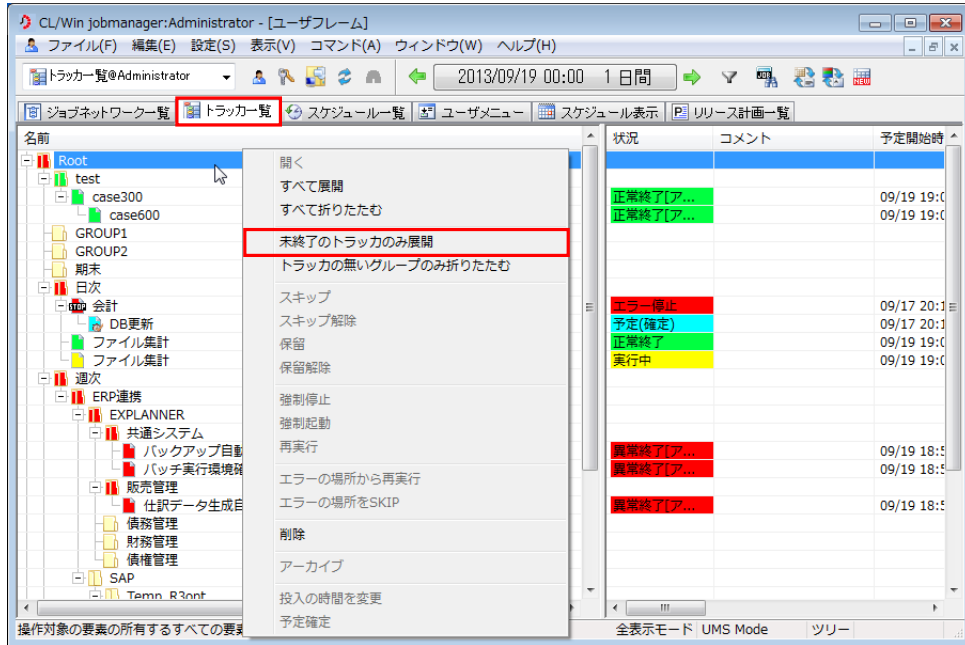 CL/Win jobmanager:Administrator - [ユーザフレーム]
ファイル(F) 編集(E) 設定(S) 表示(V) コマンド(A) ウィンドウ(W) ヘルプ(H)
トラッカ一覧@Administrator 2013/09/19 00:00 1 日間 NEW
ジョブネットワーク一覧 トラッカ一覧 スケジュール一覧 ユーザメニュー スケジュール表示 リリース計画一覧
名前 状況 コメント 予定開始時
Root
test
case300 正常終了[ア... 09/19 19:0
case600 正常終了[ア... 09/19 19:0
GROUP1
GROUP2
期末
日次
STOP 会計 エラー停止 09/17 20:1
DB更新 予定(確定) 09/17 20:1
ファイル集計 正常終了 09/19 19:0
ファイル集計 実行中 09/19 19:0
週次
ERP連携
EXPLANNER
共通システム
バックアップ自動 異常終了[ア... 09/19 18:5
バッチ実行環境確 異常終了[ア... 09/19 18:5
販売管理
仕訳データ生成自 異常終了[ア... 09/19 18:5
債務管理
財務管理
債権管理
SAP
Temp_R3opt
開く
すべて展開
すべて折りたたむ
未終了のトラッカのみ展開
トラッカの無いグループのみ折りたたむ
スキップ
スキップ解除
保留
保留解除
強制停止
強制起動
再実行
エラーの場所から再実行
エラーの場所をSKIP
削除
アーカイブ
投入の時間を変更
予定確定
操作対象の要素の所有するすべての要 全表示モード UMS Mode ツリー